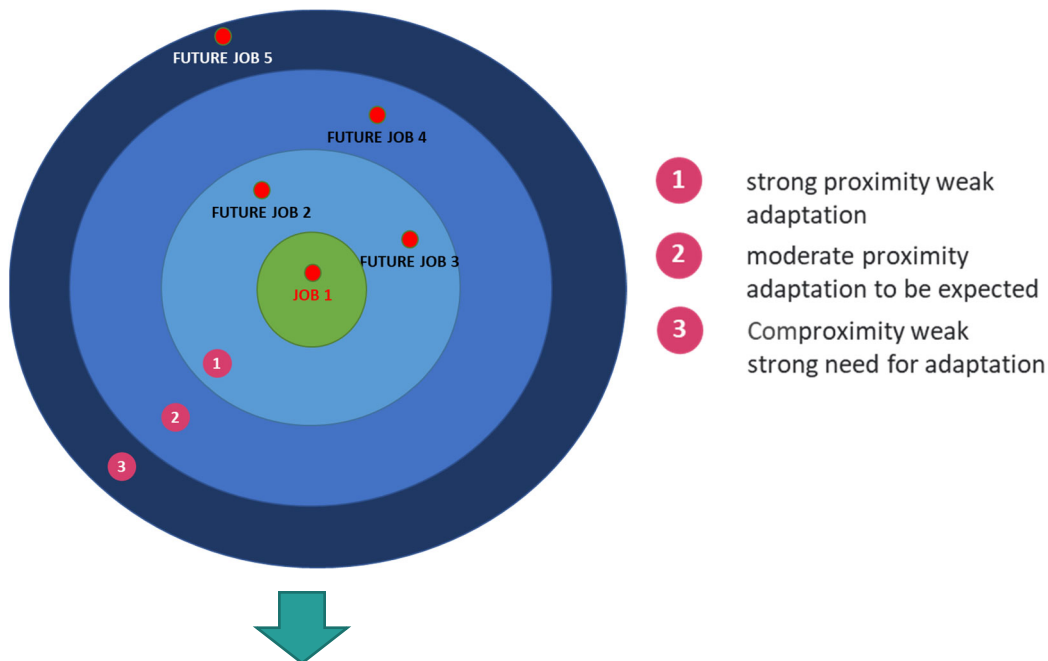 FUTURE JOB 5
FUTURE JOB 4
FUTURE JOB 2
FUTURE JOB 3
JOB 1
1
2
3
1
strong proximity weak
adaptation
2
moderate proximity
adaptation to be expected
3
Comproximity weak
strong need for adaptation